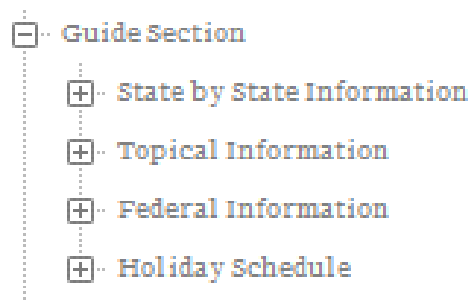 Guide Section
State by State Information
Topical Information
Federal Information
Holiday Schedule